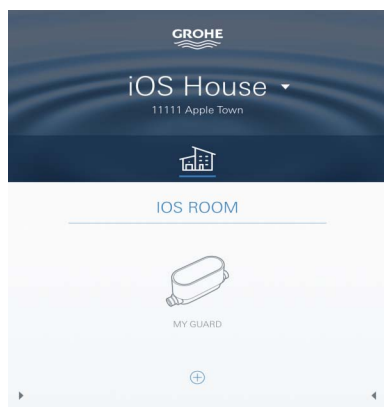 GROHE
iOS House
11111 Apple Town
IOS ROOM
MY GUARD